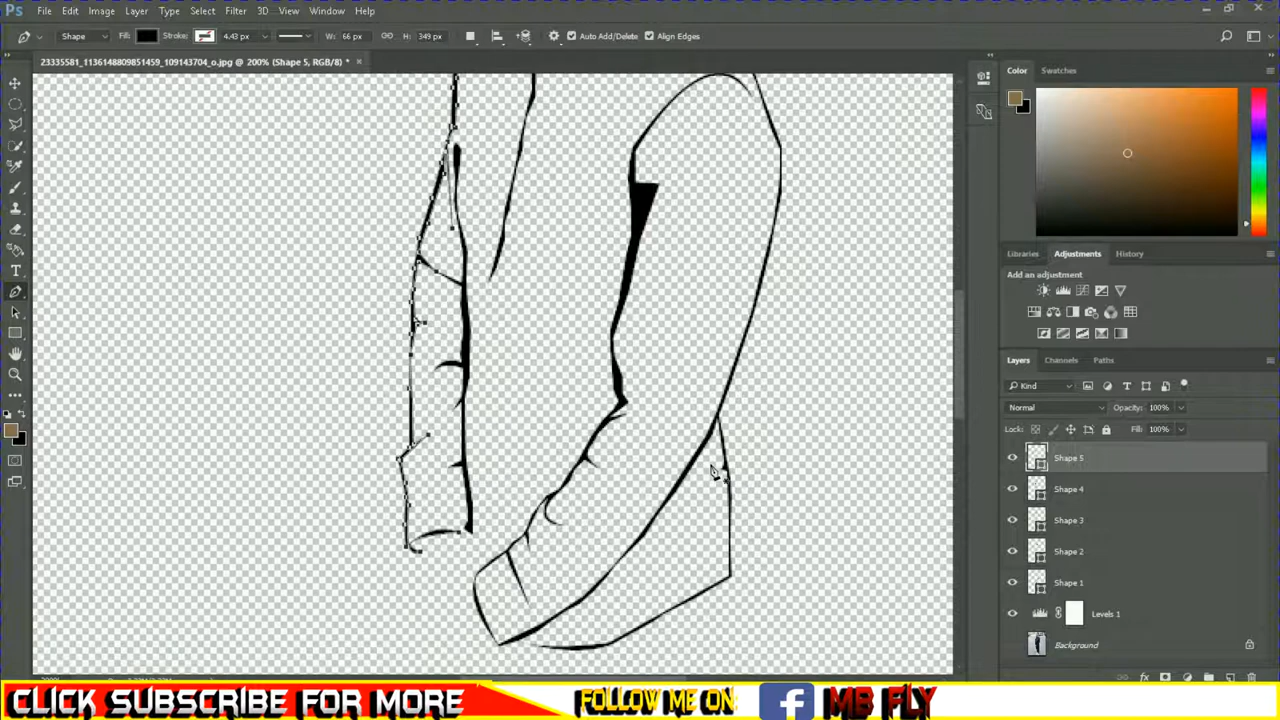 Ps File Edit Image Layer Type Select Filter 3D View Window Help
Shape Fill: Stroke: 4.43 px W: 66 px H: 349 px Auto Add/Delete Align Edges
23335581_1136148809851459_109143704_o.jpg @ 200% (Shape 5, RGB/8) * ×
Color Swatches
Libraries Adjustments History
Add an adjustment
Layers Channels Paths
Kind
Normal Opacity: 100%
Lock: Fill: 100%
Shape 5
Shape 4
Shape 3
Shape 2
Shape 1
Levels 1
Background
CLICK SUBSCRIBE FOR MORE FOLLOW ME ON f MB FLY